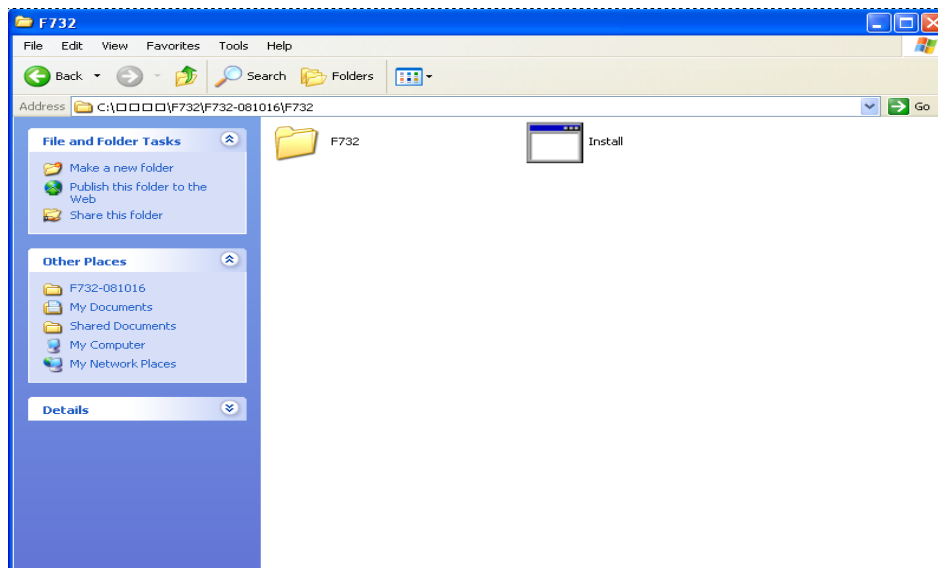 F732
File Edit View Favorites Tools Help
Back Search Folders
Address C:\□□□□\F732\F732-081016\F732 Go
File and Folder Tasks
Make a new folder
Publish this folder to the
Web
Share this folder
Other Places
F732-081016
My Documents
Shared Documents
My Computer
My Network Places
Details
F732 Install